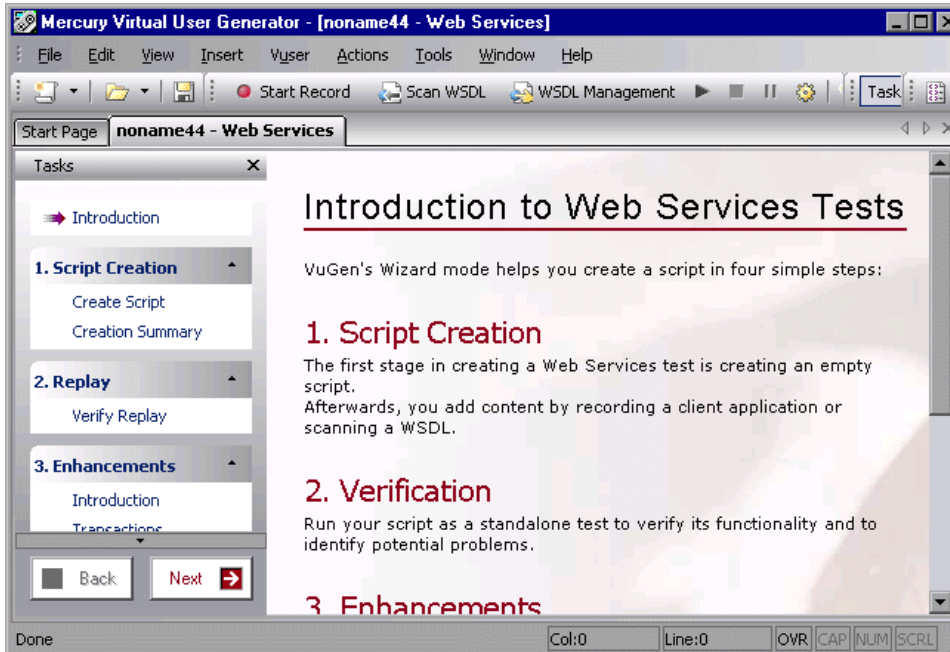 Mercury Virtual User Generator - [noname44 - Web Services]
File Edit View Insert Vuser Actions Tools Window Help
Start Record Scan WSDL WSDL Management Task
Start Page noname44 - Web Services
Tasks
Introduction
1. Script Creation
Create Script
Creation Summary
2. Replay
Verify Replay
3. Enhancements
Introduction
Transactions
Back Next
Introduction to Web Services Tests
VuGen's Wizard mode helps you create a script in four simple steps:
1. Script Creation
The first stage in creating a Web Services test is creating an empty
script.
Afterwards, you add content by recording a client application or
scanning a WSDL.
2. Verification
Run your script as a standalone test to verify its functionality and to
identify potential problems.
3. Enhancements
Done Col:0 Line:0 OVR CAP NUM SCRL